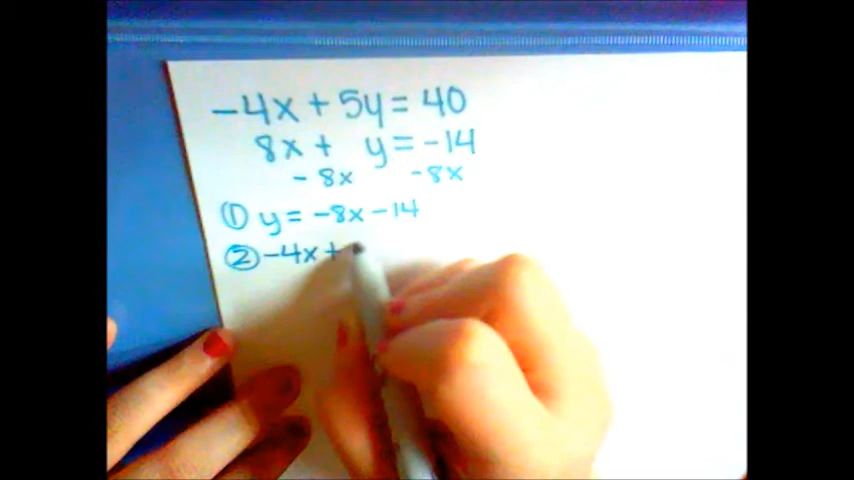 -4x + 5y = 40
8x + y = -14
-8x -8x
① y = -8x - 14
② -4x +